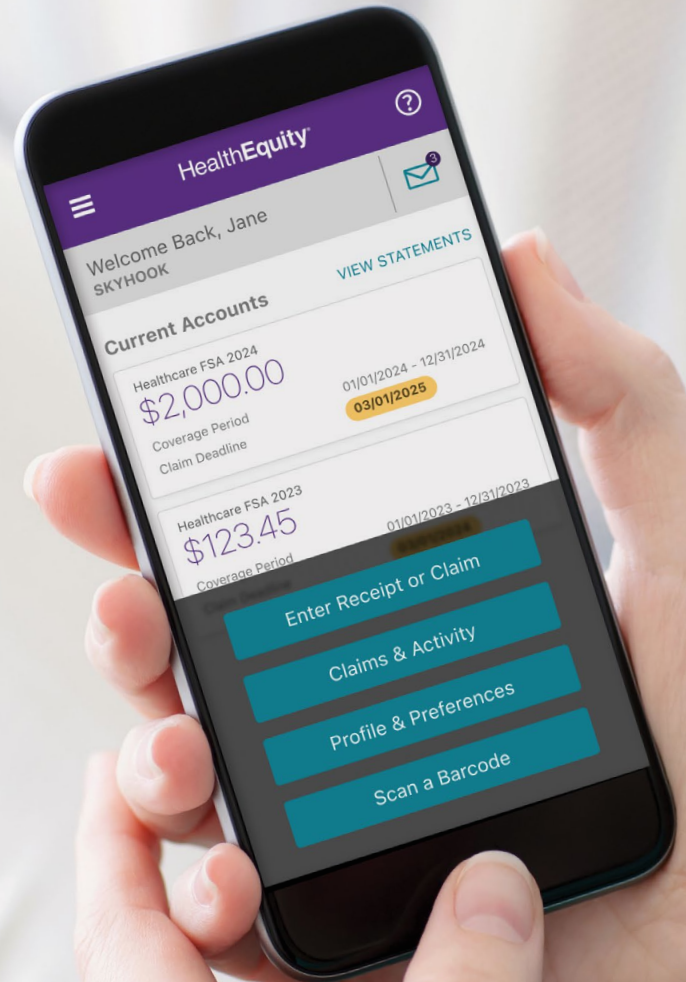 HealthEquity
Welcome Back, Jane
3
SKYHOOK
VIEW STATEMENTS
Current Accounts
Healthcare FSA 2024
$2,000.00
Coverage Period 01/01/2024 - 12/31/2024
Claim Deadline 03/01/2025
Healthcare FSA 2023
$123.45
Coverage Period 01/01/2023 - 12/31/2023
Claim Deadline
Enter Receipt or Claim
Claims & Activity
Profile & Preferences
Scan a Barcode